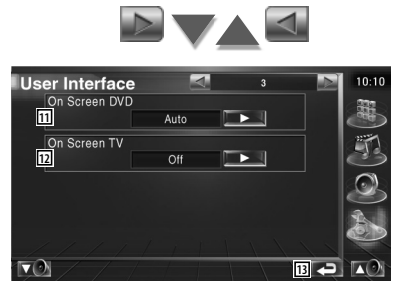 User Interface
3
10:10
On Screen DVD
11
Auto
On Screen TV
12
Off
13